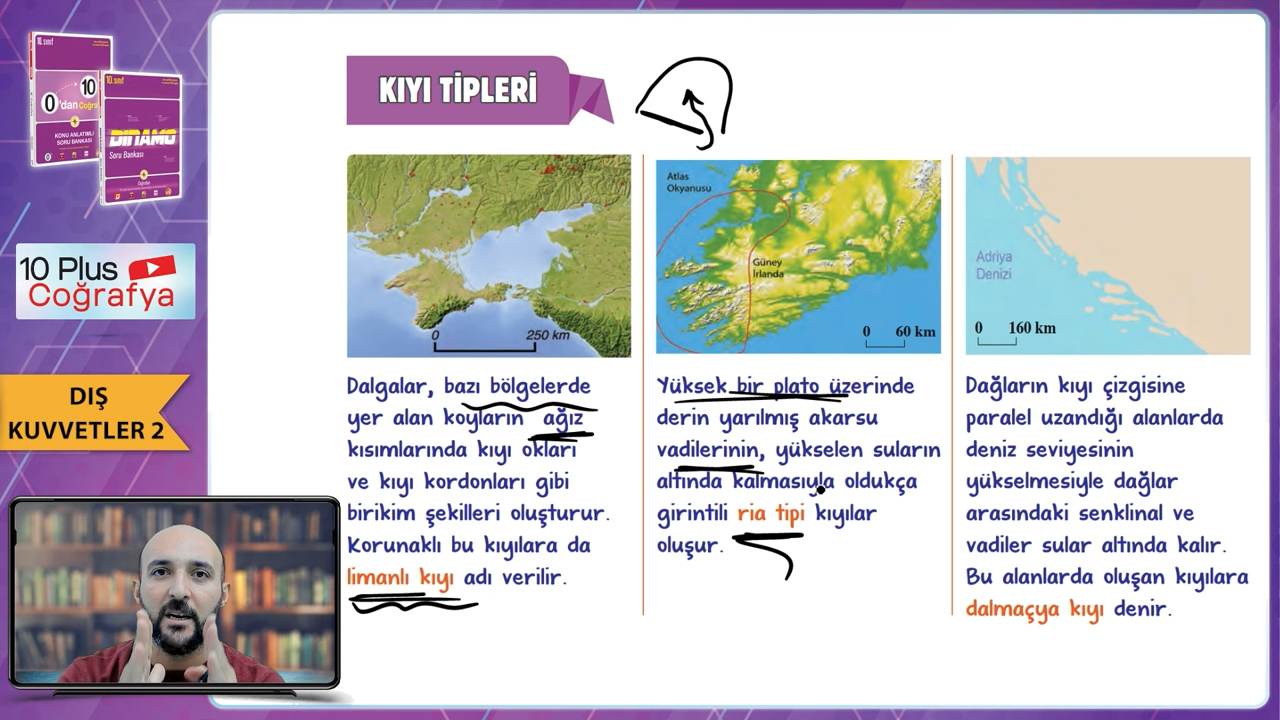 10.sınıf
0'dan 10
KONU ANLATIMLI
SORU BANKASI
10.sınıf
DİNAMO
Soru Bankası
10 Plus
Coğrafya
DIŞ
KUVVETLER 2
KIYI TİPLERİ
0 250 km
Dalgalar, bazı bölgelerde
yer alan koyların ağız
kısımlarında kıyı okları
ve kıyı kordonları gibi
birikim şekilleri oluşturur.
Korunaklı bu kıyılara da
limanlı kıyı adı verilir.
Atlas
Okyanusu
Güney
İrlanda
0 60 km
Yüksek bir plato üzerinde
derin yarılmış akarsu
vadilerinin, yükselen suların
altında kalmasıyla oldukça
girintili ria tipi kıyılar
oluşur.
Adriya
Denizi
0 160 km
Dağların kıyı çizgisine
paralel uzandığı alanlarda
deniz seviyesinin
yükselmesiyle dağlar
arasındaki senklinal ve
vadiler sular altında kalır.
Bu alanlarda oluşan kıyılara
dalmaçya kıyı denir.